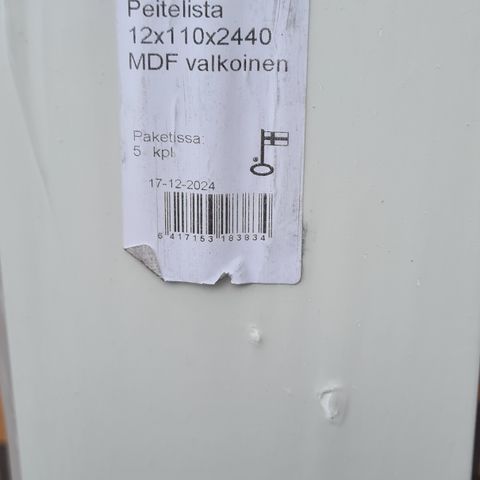 Peitelista
12x110x2440
MDF valkoinen
Paketissa:
5 kpl
17-12-2024
6 417153 183834